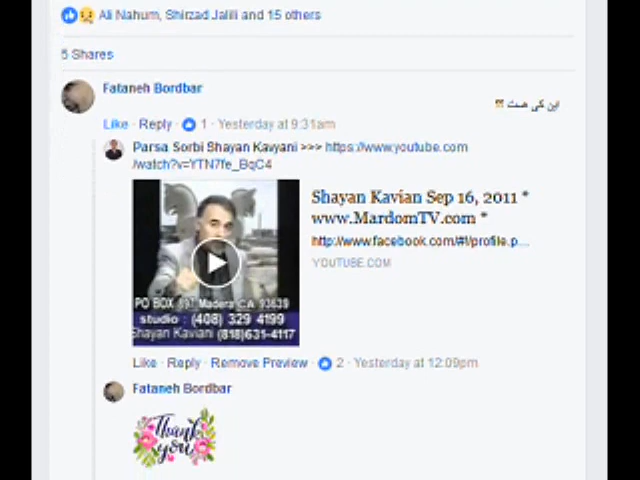 Ali Nahum, Shirzad Jalili and 15 others
5 Shares
Fataneh Bordbar
این کی هست ؟؟
Like · Reply · 1 · Yesterday at 9:31am
Parsa Sorbi Shayan Kavyani >>> https://www.youtube.com
/watch?v=YTN7fe_BqC4
Shayan Kavian Sep 16, 2011 *
www.MardomTV.com *
http://www.facebook.com/#!/profile.p...
YOUTUBE.COM
PO BOX 897 Madera CA 93639
studio : (408) 329 4199
Shayan Kaviani (818)631-4117
Like · Reply · Remove Preview · 2 · Yesterday at 12:09pm
Fataneh Bordbar
Thank
you